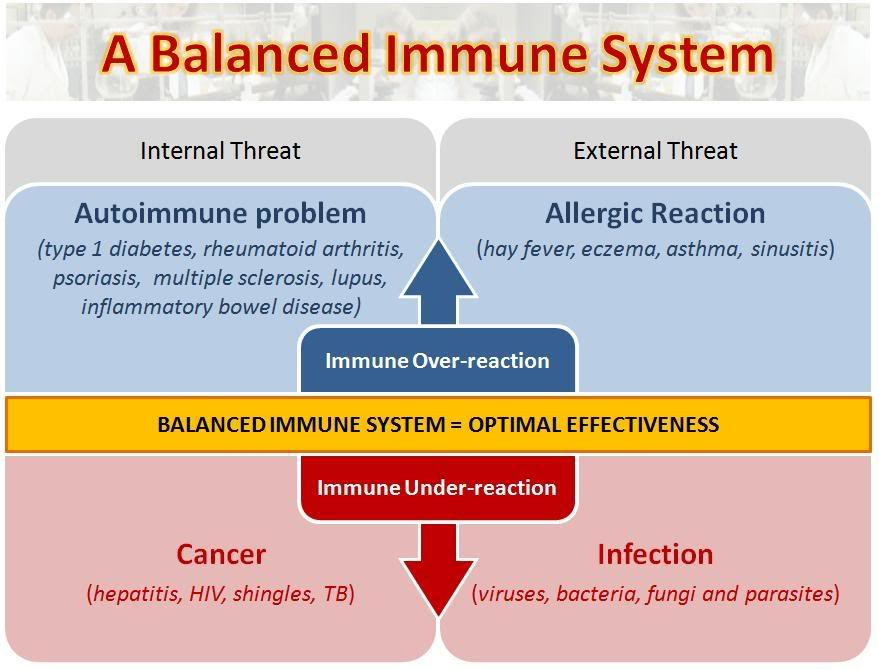 A Balanced Immune System
Internal Threat
External Threat
Autoimmune problem
(type 1 diabetes, rheumatoid arthritis,
psoriasis, multiple sclerosis, lupus,
inflammatory bowel disease)
Allergic Reaction
(hay fever, eczema, asthma, sinusitis)
Immune Over-reaction
BALANCED IMMUNE SYSTEM = OPTIMAL EFFECTIVENESS
Immune Under-reaction
Cancer
(hepatitis, HIV, shingles, TB)
Infection
(viruses, bacteria, fungi and parasites)